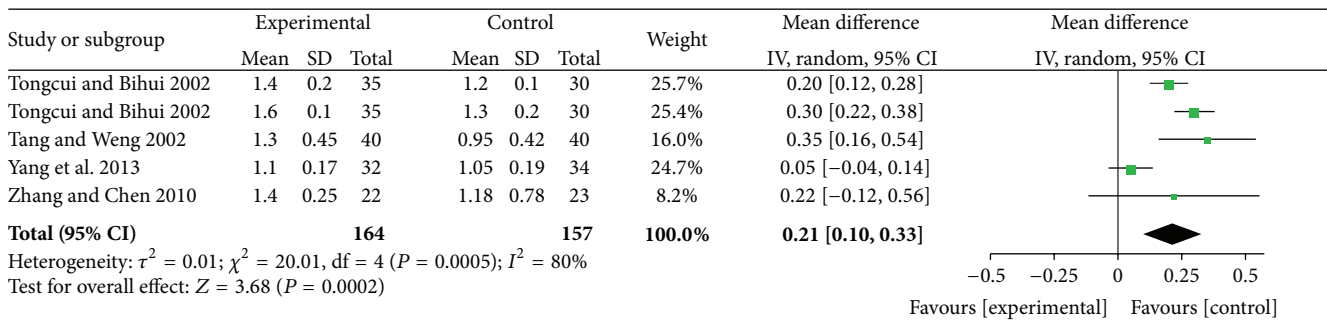 Experimental Control Mean difference Mean difference
Study or subgroup Weight
Mean SD Total Mean SD Total IV, random, 95% CI IV, random, 95% CI
Tongcui and Bihui 2002 1.4 0.2 35 1.2 0.1 30 25.7% 0.20 [0.12, 0.28]
Tongcui and Bihui 2002 1.6 0.1 35 1.3 0.2 30 25.4% 0.30 [0.22, 0.38]
Tang and Weng 2002 1.3 0.45 40 0.95 0.42 40 16.0% 0.35 [0.16, 0.54]
Yang et al. 2013 1.1 0.17 32 1.05 0.19 34 24.7% 0.05 [−0.04, 0.14]
Zhang and Chen 2010 1.4 0.25 22 1.18 0.78 23 8.2% 0.22 [−0.12, 0.56]
Total (95% CI) 164 157 100.0% 0.21 [0.10, 0.33]
Heterogeneity: τ² = 0.01; χ² = 20.01, df = 4 (P = 0.0005); I² = 80%
Test for overall effect: Z = 3.68 (P = 0.0002)
−0.5 −0.25 0 0.25 0.5
Favours [experimental] Favours [control]